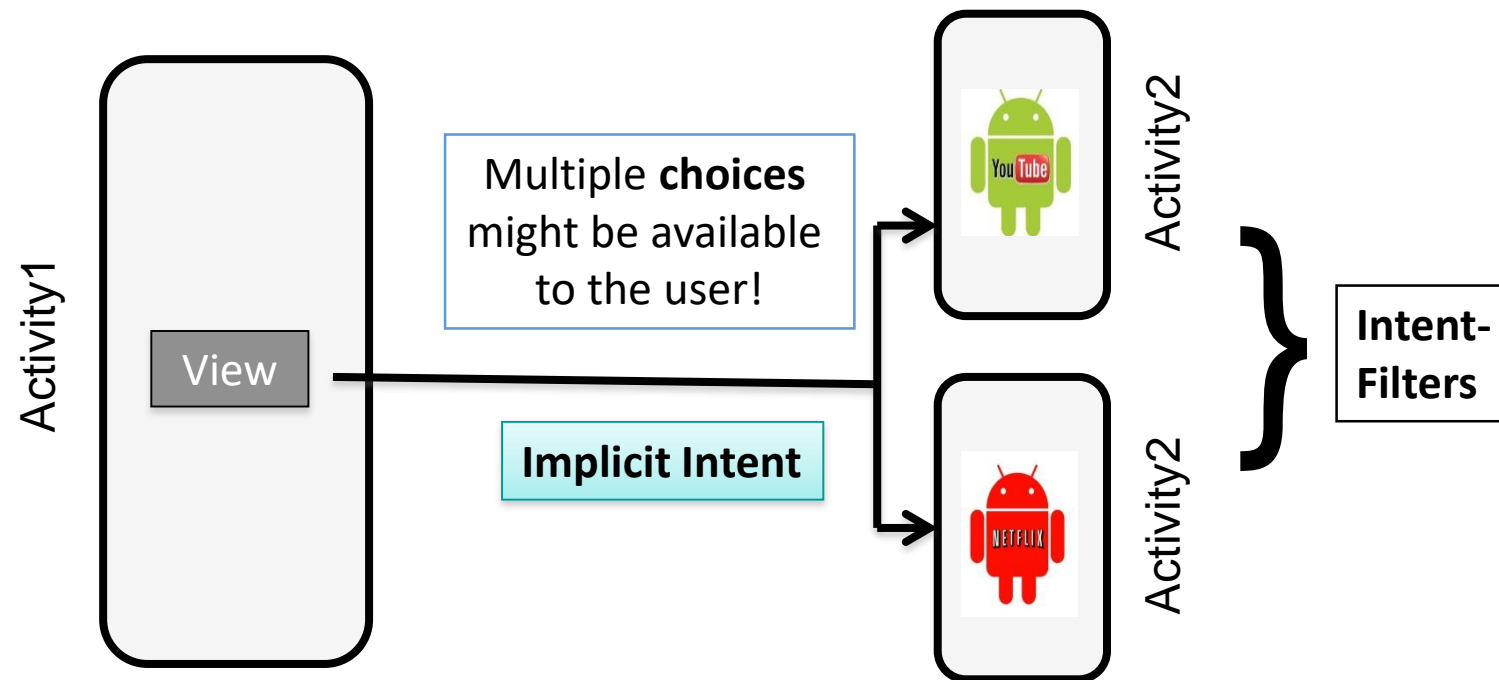 Activity1
View
Multiple choices
might be available
to the user!
Implicit Intent
You Tube
Activity2
NETFLIX
Activity2
Intent-
Filters